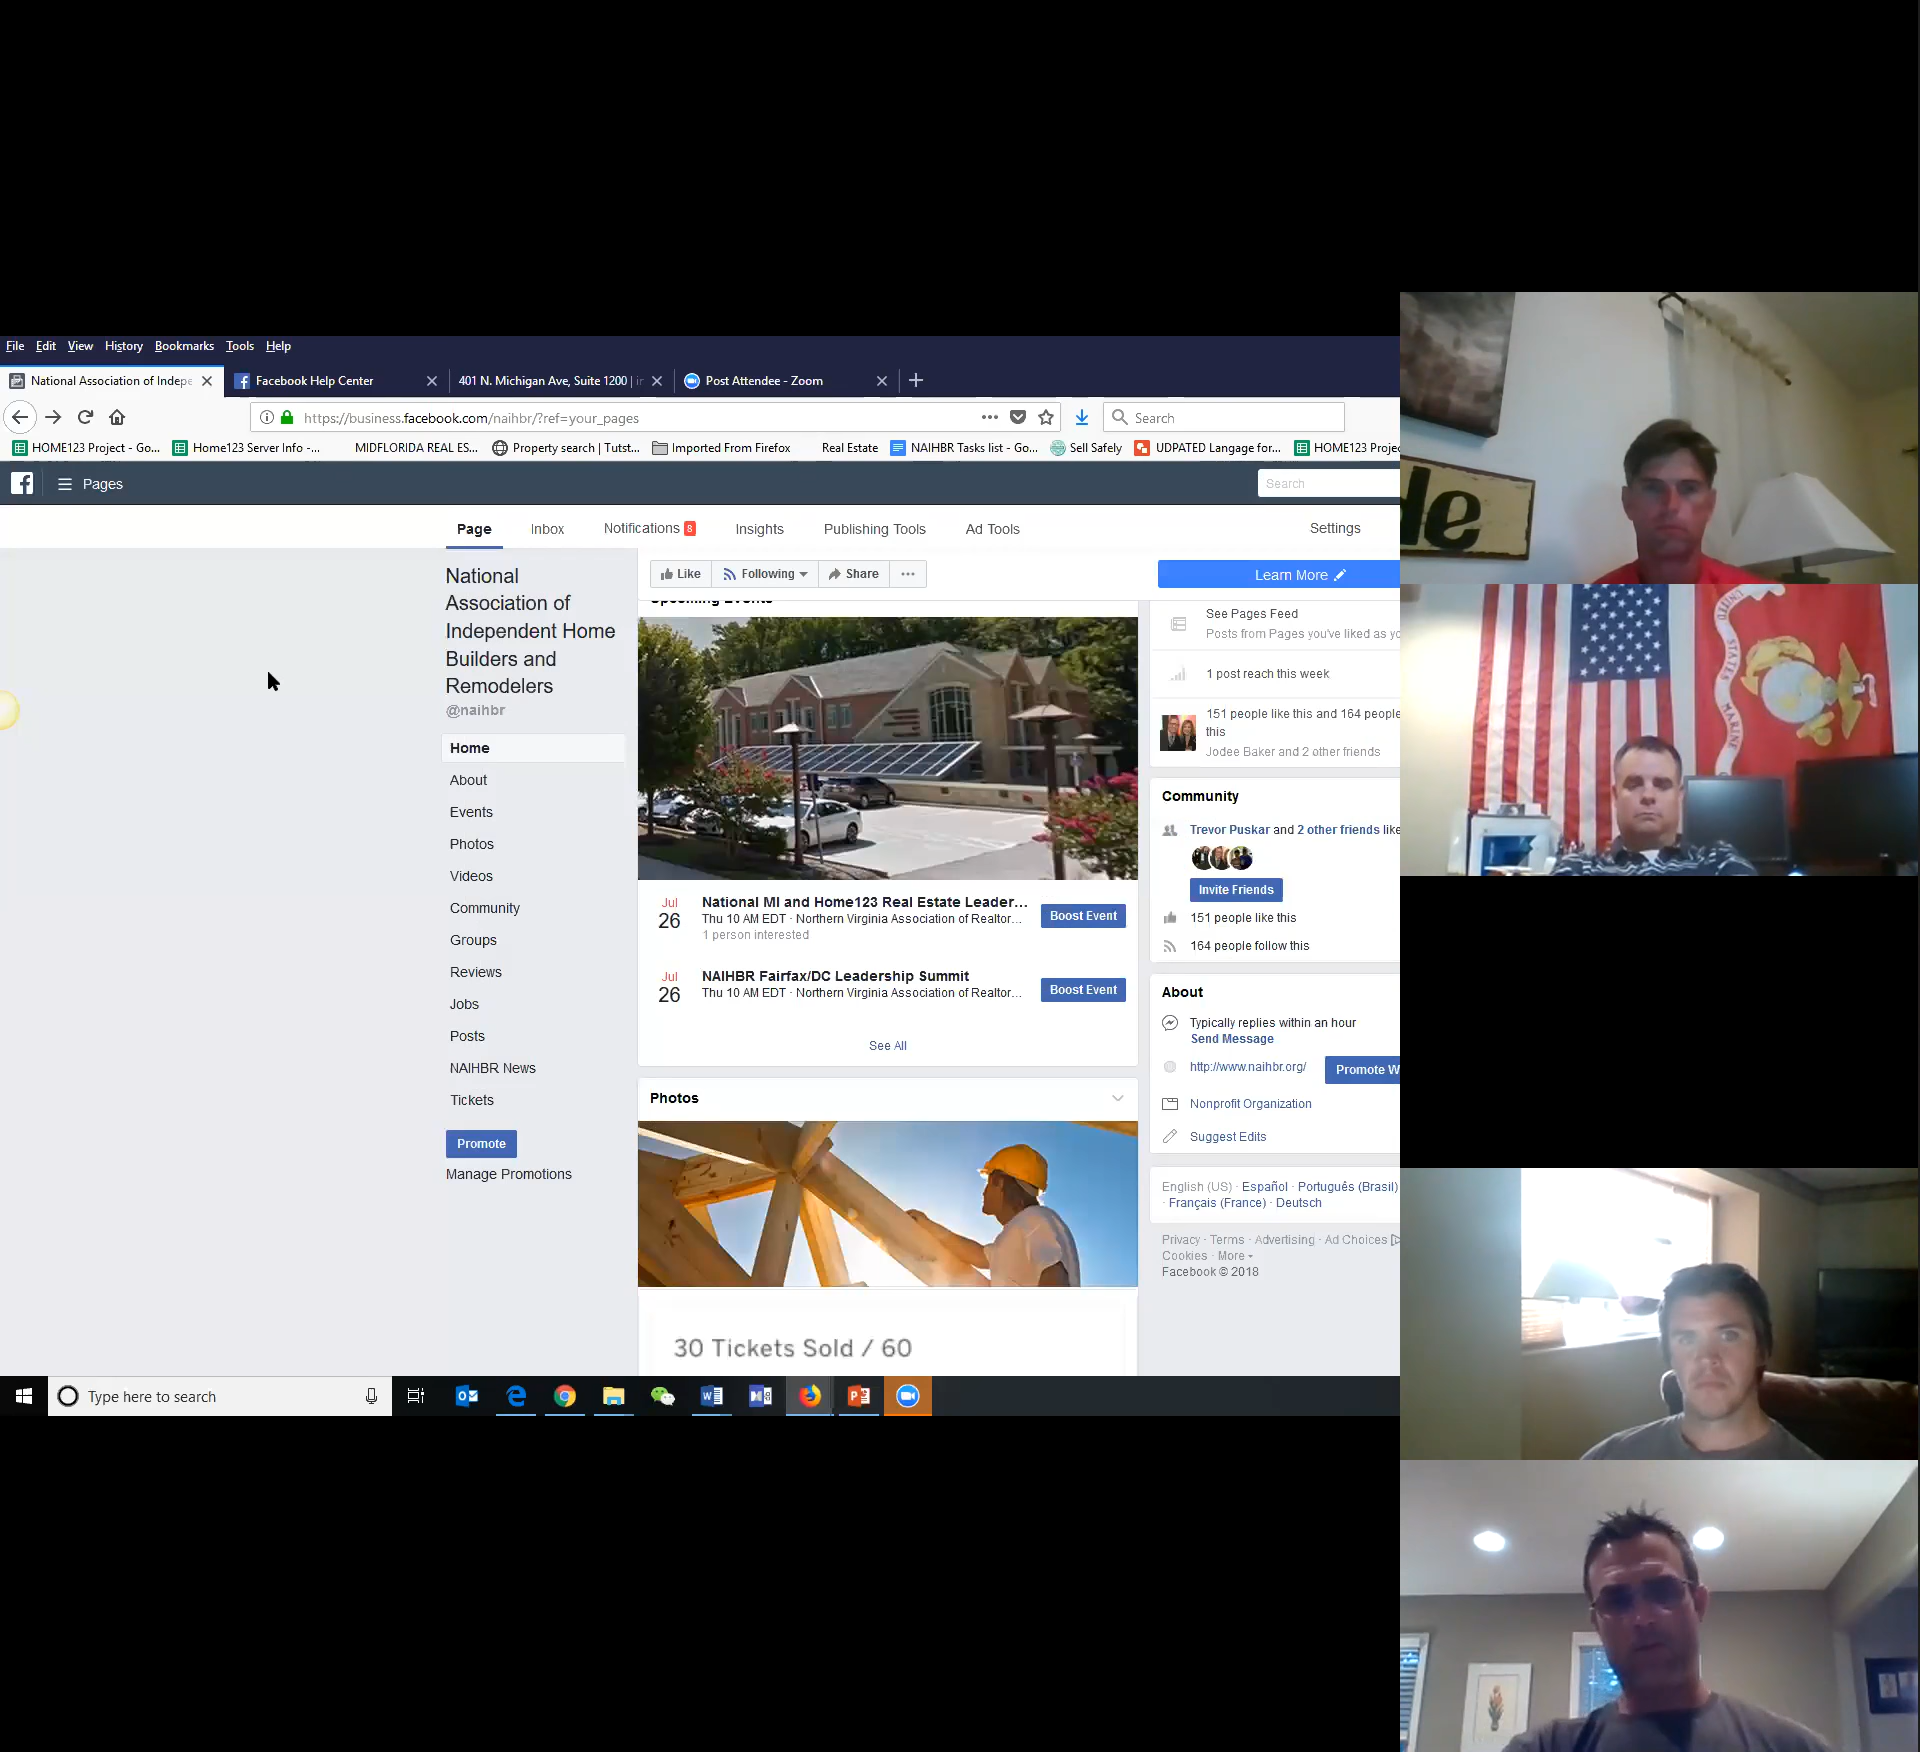 File Edit View History Bookmarks Tools Help
National Association of Indepe
Facebook Help Center
401 N. Michigan Ave, Suite 1200 | ir
Post Attendee - Zoom
https://business.facebook.com/naihbr/?ref=your_pages
Search
HOME123 Project - Go...
Home123 Server Info -...
MIDFLORIDA REAL ES...
Property search | Tutst...
Imported From Firefox
Real Estate
NAIHBR Tasks list - Go...
Sell Safely
UDPATED Langage for...
HOME123 Projec
Pages
Search
Page Inbox Notifications 8 Insights Publishing Tools Ad Tools Settings
National
Association of
Independent Home
Builders and
Remodelers
@naihbr
Home
About
Events
Photos
Videos
Community
Groups
Reviews
Jobs
Posts
NAIHBR News
Tickets
Promote
Manage Promotions
Like Following Share ...
Learn More
Upcoming Events
Jul
26
National MI and Home123 Real Estate Leader...
Thu 10 AM EDT · Northern Virginia Association of Realtor...
1 person interested
Boost Event
Jul
26
NAIHBR Fairfax/DC Leadership Summit
Thu 10 AM EDT · Northern Virginia Association of Realtor...
Boost Event
See All
Photos
30 Tickets Sold / 60
See Pages Feed
Posts from Pages you've liked as yo
1 post reach this week
151 people like this and 164 people
this
Jodee Baker and 2 other friends
Community
Trevor Puskar and 2 other friends like
Invite Friends
151 people like this
164 people follow this
About
Typically replies within an hour
Send Message
http://www.naihbr.org/
Promote W
Nonprofit Organization
Suggest Edits
English (US) · Español · Português (Brasil)
· Français (France) · Deutsch
Privacy · Terms · Advertising · Ad Choices
Cookies · More
Facebook © 2018
Type here to search
de
UNITED STATES MARINE